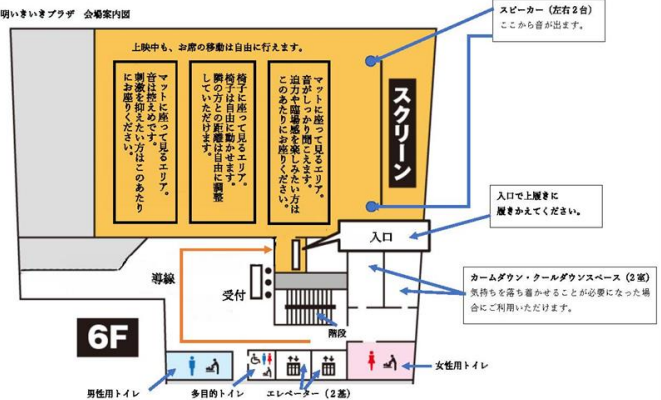 明いきいきプラザ　会場案内図
スピーカー（左右２台）
ここから音が出ます。
上映中も、お席の移動は自由に行えます。
マットに座って見るエリア。
音がしっかり聞こえます。
迫力や臨場感を楽しみたい方は
このあたりにお座りください。
椅子に座って見るエリア。
椅子は自由に動かせます。
隣の方との距離は自由に調整
していただけます。
マットに座って見るエリア。
音は控えめです。
刺激を抑えたい方はこのあたり
にお座りください。
スクリーン
入口で上履きに
履きかえてください。
入口
カームダウン・クールダウンスペース（２室）
気持ちを落ち着かせることが必要になった場
合にご利用いただけます。
導線
受付
階段
6F
男性用トイレ
多目的トイレ
エレベーター（２基）
女性用トイレ